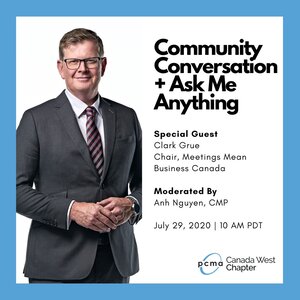 Community
Conversation
+ Ask Me
Anything
Special Guest
Clark Grue
Chair, Meetings Mean
Business Canada
Moderated By
Anh Nguyen, CMP
July 29, 2020 | 10 AM PDT
pcma
Canada West
Chapter